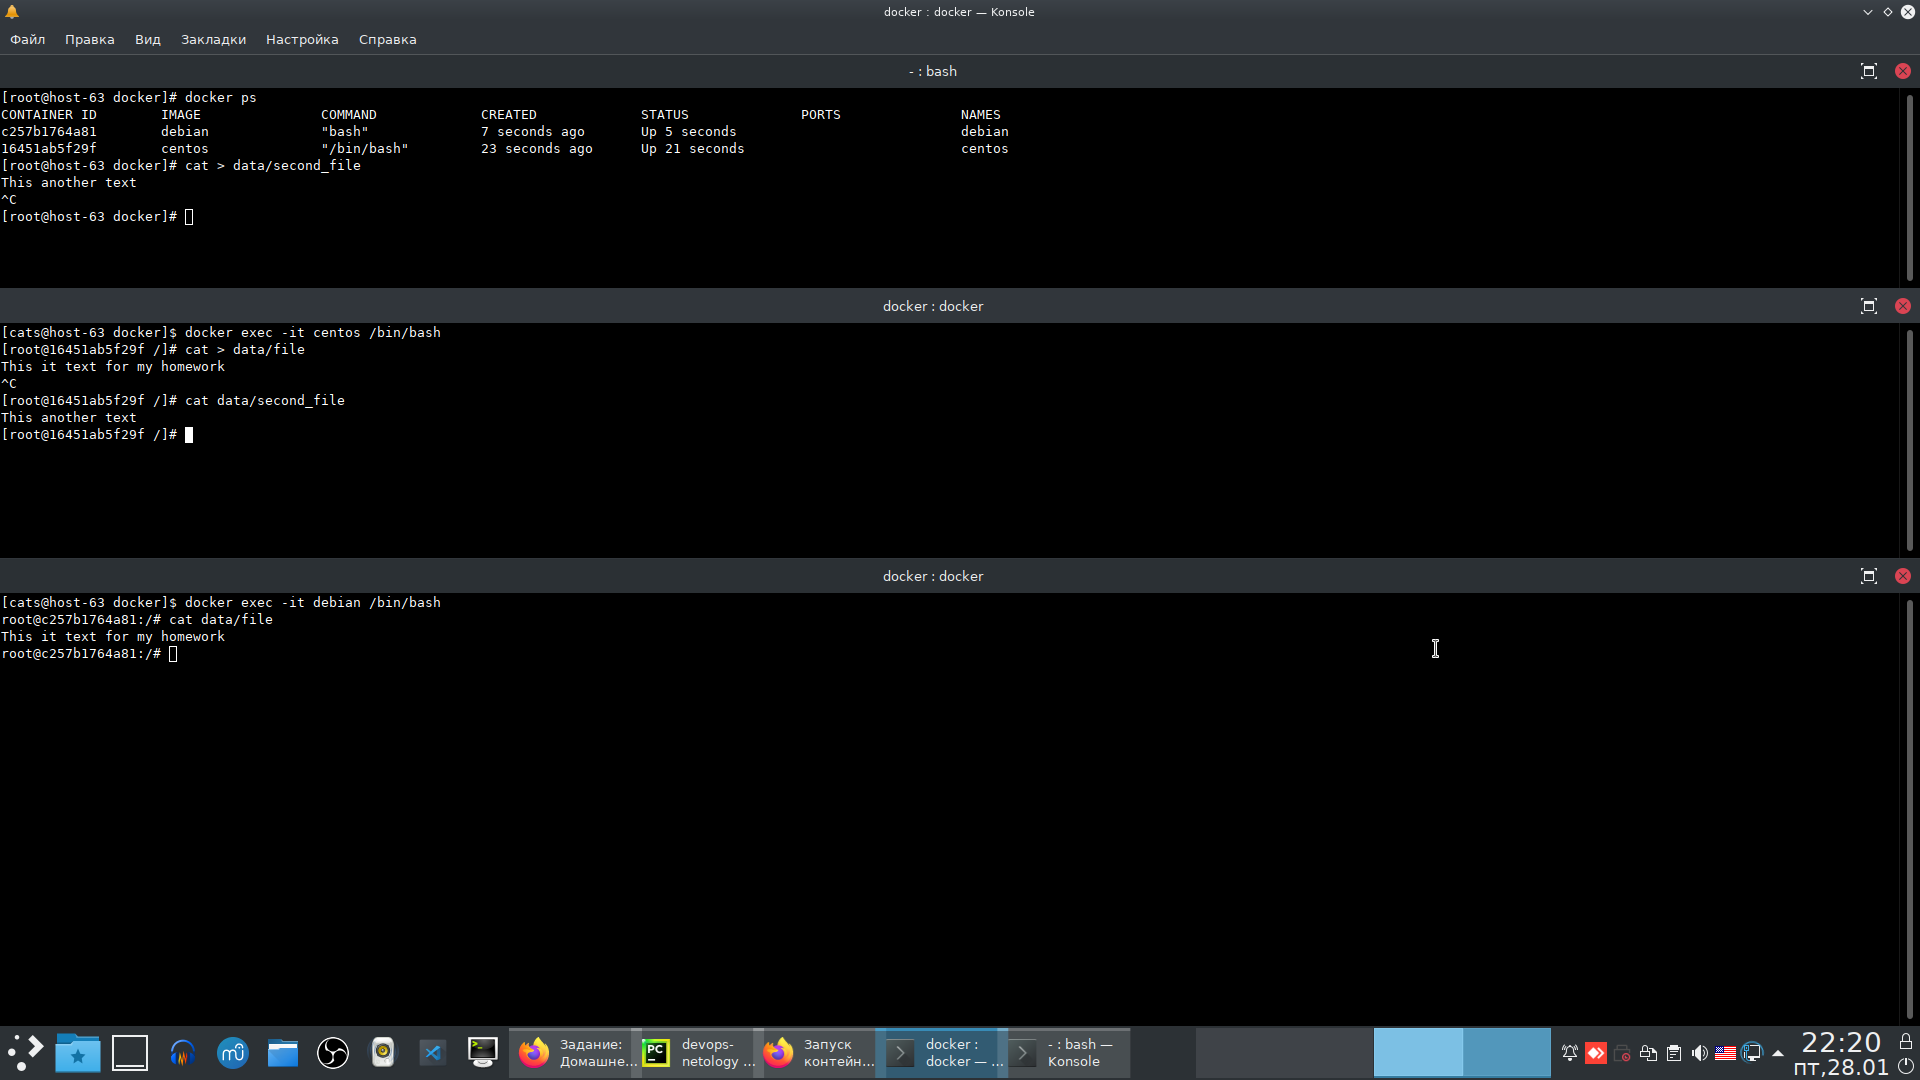 docker : docker — Konsole
Файл Правка Вид Закладки Настройка Справка
- : bash
[root@host-63 docker]# docker ps
CONTAINER ID IMAGE COMMAND CREATED STATUS PORTS NAMES
c257b1764a81 debian "bash" 7 seconds ago Up 5 seconds debian
16451ab5f29f centos "/bin/bash" 23 seconds ago Up 21 seconds centos
[root@host-63 docker]# cat > data/second_file
This another text
^C
[root@host-63 docker]#
docker : docker
[cats@host-63 docker]$ docker exec -it centos /bin/bash
[root@16451ab5f29f /]# cat > data/file
This it text for my homework
^C
[root@16451ab5f29f /]# cat data/second_file
This another text
[root@16451ab5f29f /]#
docker : docker
[cats@host-63 docker]$ docker exec -it debian /bin/bash
root@c257b1764a81:/# cat data/file
This it text for my homework
root@c257b1764a81:/#
Задание: Домашне...
PC
devops-netology ...
Запуск контейн...
docker : docker — ...
- : bash — Konsole
22:20
пт,28.01